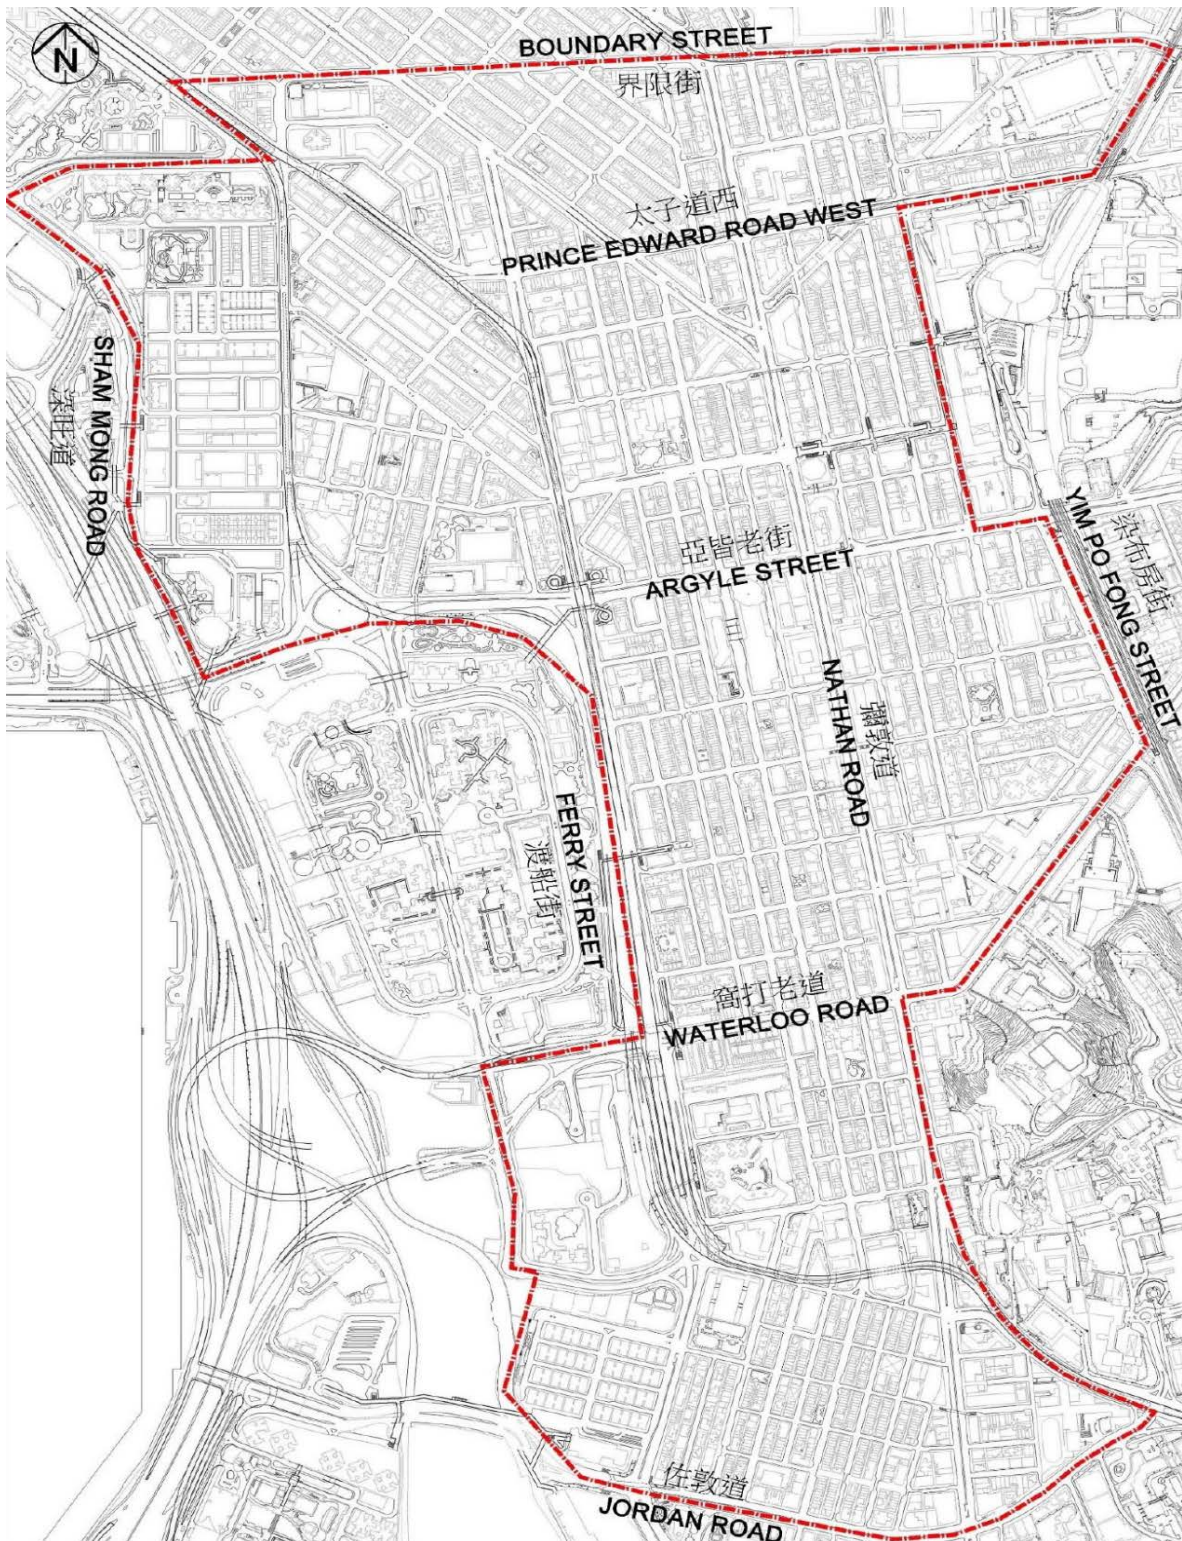 N
BOUNDARY STREET
界限街
太子道西
PRINCE EDWARD ROAD WEST
SHAM MONG ROAD
深旺道
亞皆老街
ARGYLE STREET
YIM PO FONG STREET
染布房街
NATHAN ROAD
彌敦道
FERRY STREET
渡船街
窩打老道
WATERLOO ROAD
佐敦道
JORDAN ROAD